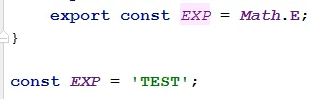 export const EXP = Math.E;
}
const EXP = 'TEST';